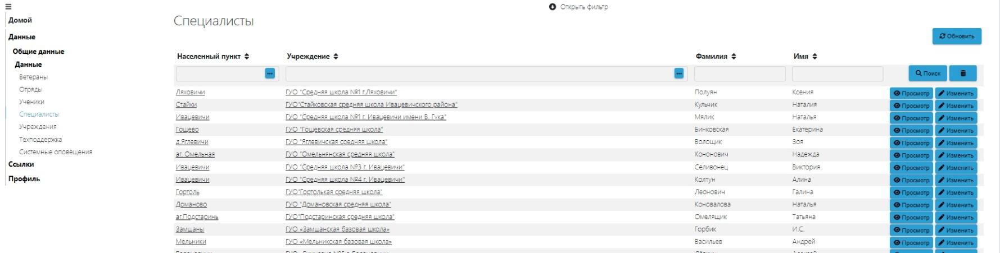 Открыть фильтр
Домой
Данные
Общие данные
Данные
Ветераны
Отряды
Ученики
Специалисты
Учреждения
Техподдержка
Системные оповещения
Ссылки
Профиль
Специалисты
Обновить
Населенный пункт Учреждение Фамилия Имя
... ... Поиск
Ляховичи ГУО "Средняя школа №1 г.Ляховичи" Полуян Ксения Просмотр Изменить
Стайки ГУО"Стайковская средняя школа Ивацевичского района" Кульчик Наталия Просмотр Изменить
Ивацевичи ГУО "Средняя школа №1 г. Ивацевичи имени В. Гука" Мялик Наталья Просмотр Изменить
Гощево ГУО "Гощевская средняя школа" Бинковская Екатерина Просмотр Изменить
д.Яглевичи ГУО "Яглевичская средняя школа" Волощик Зоя Просмотр Изменить
аг. Омельная ГУО "Омельнянская средняя школа" Кононович Надежда Просмотр Изменить
Ивацевичи ГУО "Средняя школа №3 г. Ивацевичи" Селивонец Виктория Просмотр Изменить
Ивацевичи ГУО "Средняя школа №4 г. Ивацевичи" Колтун Алина Просмотр Изменить
Гортоль ГУО"Гортолькая средняя школа" Леонович Галина Просмотр Изменить
Доманово ГУО "Домановская средняя школа" Коновалова Наталья Просмотр Изменить
аг.Подстаринь ГУО"Подстаринская средняя школа" Омелящик Татьяна Просмотр Изменить
Замшаны ГУО «Замшанская базовая школа» Горбик И.С. Просмотр Изменить
Мельники ГУО «Мельникская базовая школа» Васильев Андрей Просмотр Изменить